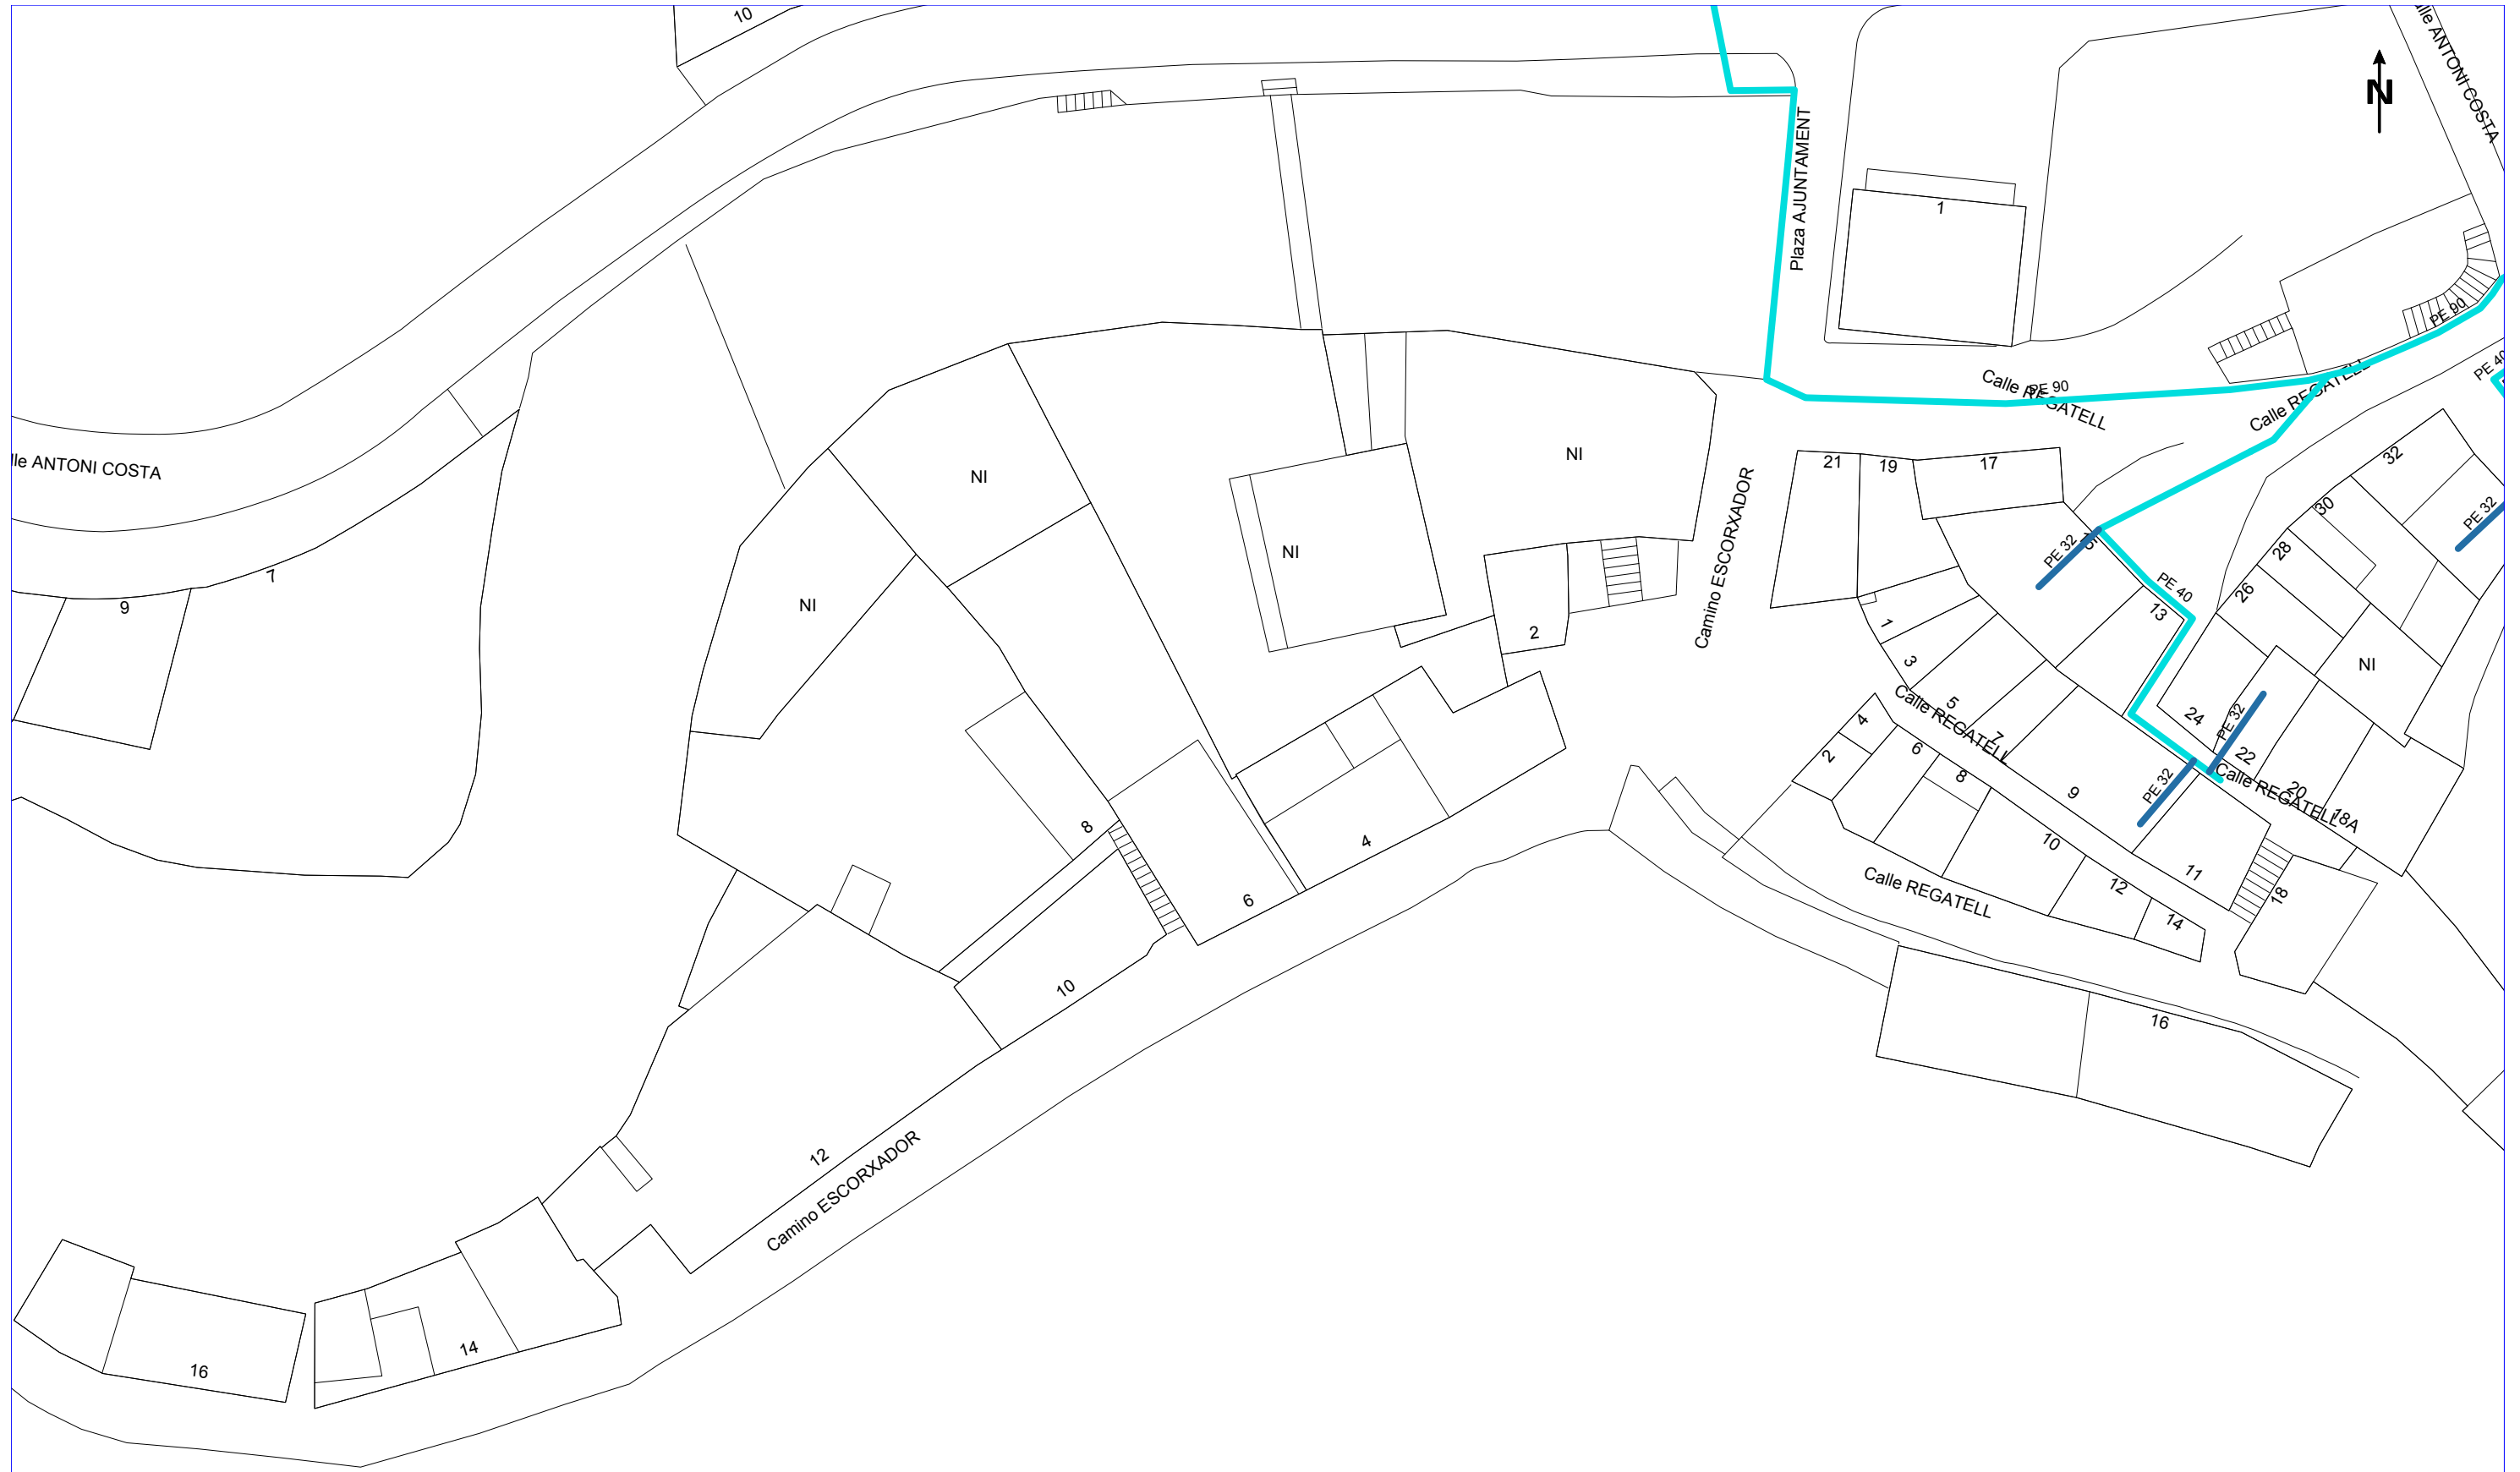 10
alle ANTONI COSTA
N
Plaza AJUNTAMENT
1
PE 90
PE 40
Calle REGATELL
PE 90
Calle REGATELL
lle ANTONI COSTA
NI
NI
21
19
17
32
NI
30
PE 32
28
PE 32
15
Camino ESCORXADOR
7
9
NI
PE 40
26
13
1
2
3
NI
5
Calle REGATELL
24
PE 32
4
7
6
22
2
8
PE 32
Calle REGATELL
20
9
18A
8
4
10
11
12
18
6
Calle REGATELL
14
10
16
12
Camino ESCORXADOR
14
16